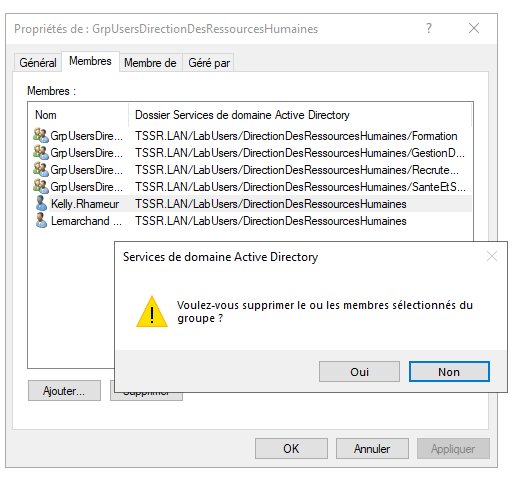 Propriétés de : GrpUsersDirectionDesRessourcesHumaines
Général Membres Membre de Géré par
Membres :
Nom Dossier Services de domaine Active Directory
GrpUsersDire... TSSR.LAN/LabUsers/DirectionDesRessourcesHumaines/Formation
GrpUsersDire... TSSR.LAN/LabUsers/DirectionDesRessourcesHumaines/GestionD...
GrpUsersDire... TSSR.LAN/LabUsers/DirectionDesRessourcesHumaines/Recrute...
GrpUsersDire... TSSR.LAN/LabUsers/DirectionDesRessourcesHumaines/SanteEtS...
Kelly.Rhameur TSSR.LAN/LabUsers/DirectionDesRessourcesHumaines
Lemarchand ... TSSR.LAN/LabUsers/DirectionDesRessourcesHumaines
Services de domaine Active Directory
Voulez-vous supprimer le ou les membres sélectionnés du
groupe ?
Oui Non
Ajouter... Supprimer
OK Annuler Appliquer